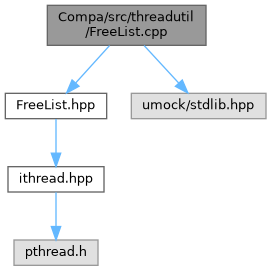 Compa/src/threadutil
/FreeList.cpp
FreeList.hpp
umock/stdlib.hpp
ithread.hpp
pthread.h